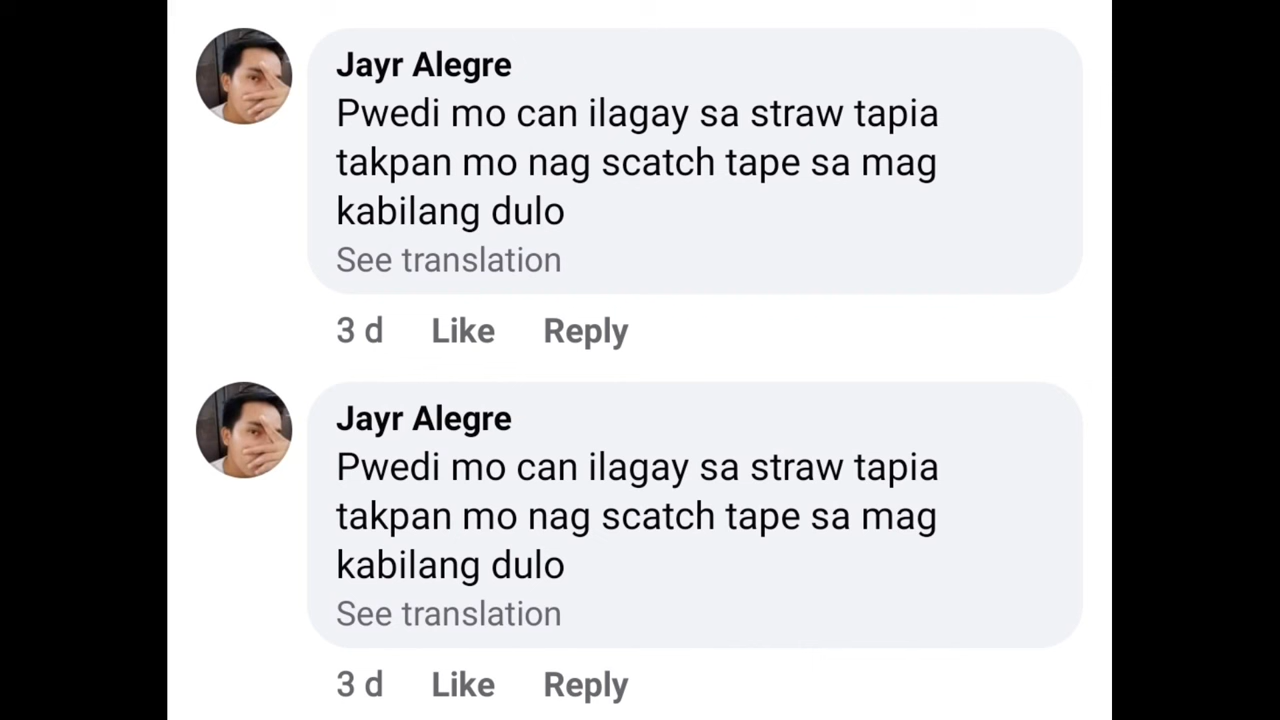 Jayr Alegre
Pwedi mo can ilagay sa straw tapia
takpan mo nag scatch tape sa mag
kabilang dulo
See translation
3 d Like Reply
Jayr Alegre
Pwedi mo can ilagay sa straw tapia
takpan mo nag scatch tape sa mag
kabilang dulo
See translation
3 d Like Reply